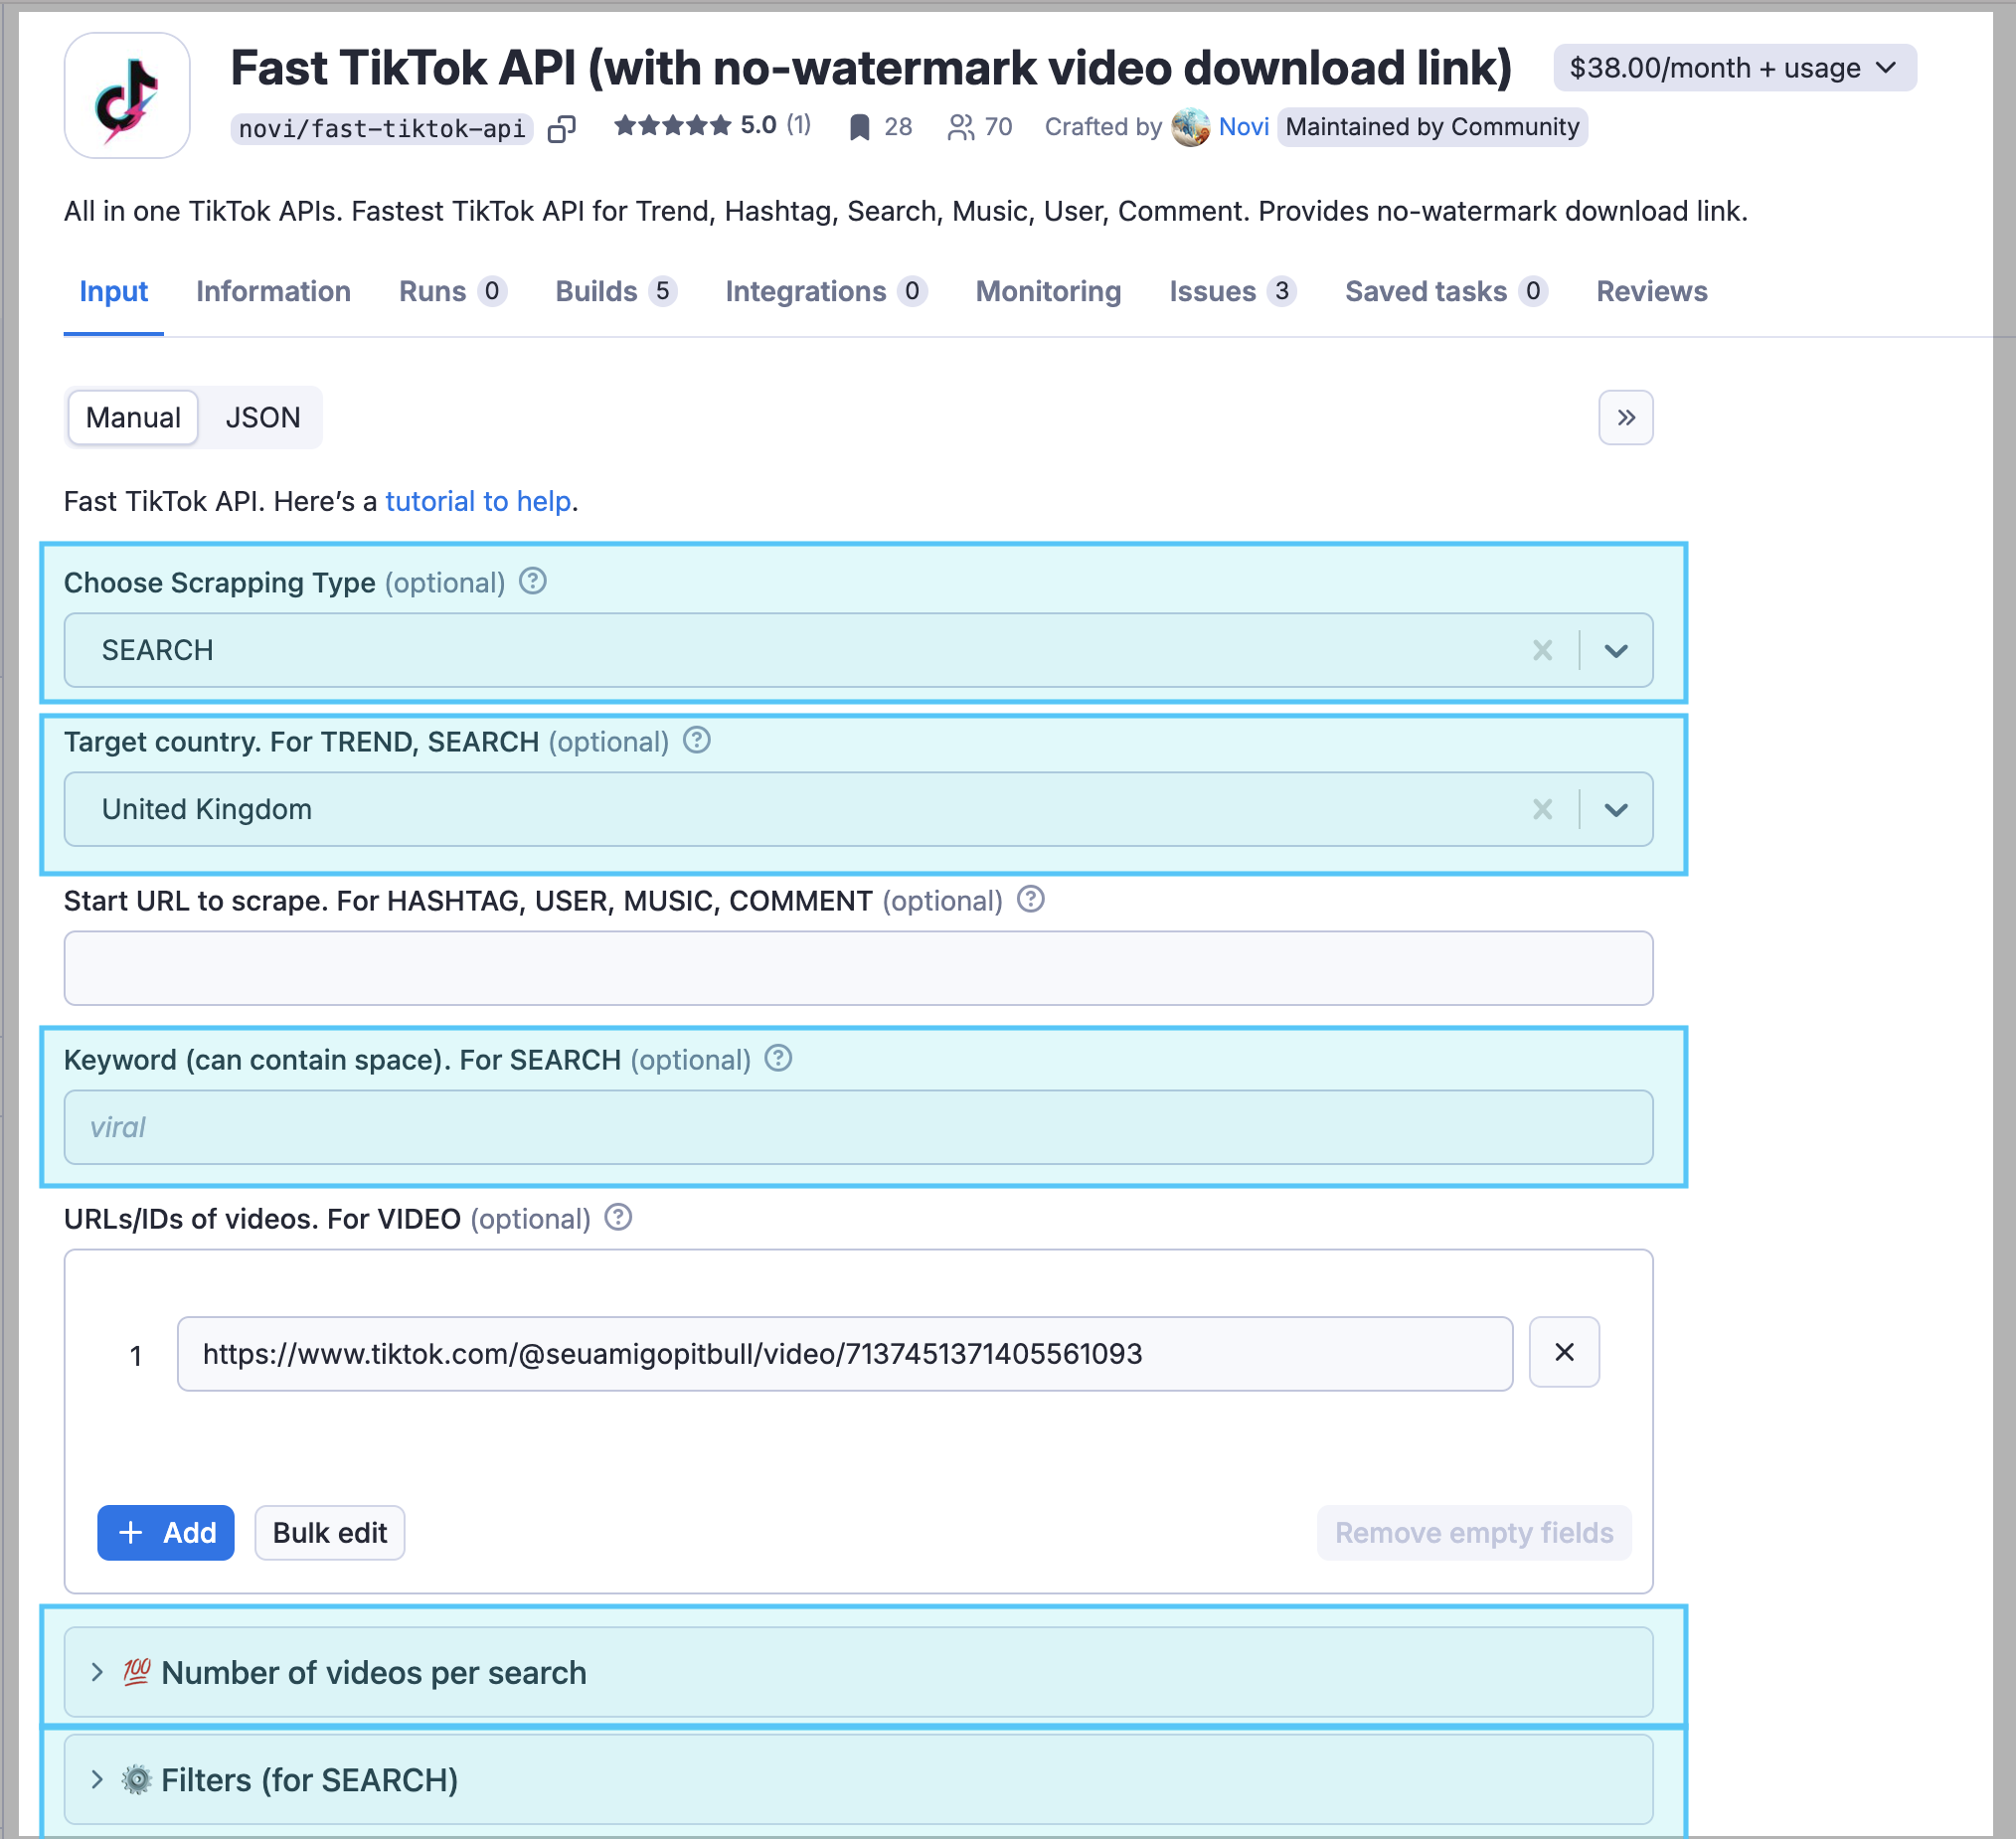 Fast TikTok API (with no-watermark video download link)
$38.00/month + usage
novi/fast-tiktok-api
5.0 (1)
28
70
Crafted by Novi
Maintained by Community
All in one TikTok APIs. Fastest TikTok API for Trend, Hashtag, Search, Music, User, Comment. Provides no-watermark download link.
Input
Information
Runs 0
Builds 5
Integrations 0
Monitoring
Issues 3
Saved tasks 0
Reviews
Manual
JSON
Fast TikTok API. Here’s a tutorial to help.
Choose Scrapping Type (optional)
SEARCH
Target country. For TREND, SEARCH (optional)
United Kingdom
Start URL to scrape. For HASHTAG, USER, MUSIC, COMMENT (optional)
Keyword (can contain space). For SEARCH (optional)
viral
URLs/IDs of videos. For VIDEO (optional)
1
https://www.tiktok.com/@seuamigopitbull/video/7137451371405561093
+ Add
Bulk edit
Remove empty fields
💯 Number of videos per search
⚙️ Filters (for SEARCH)